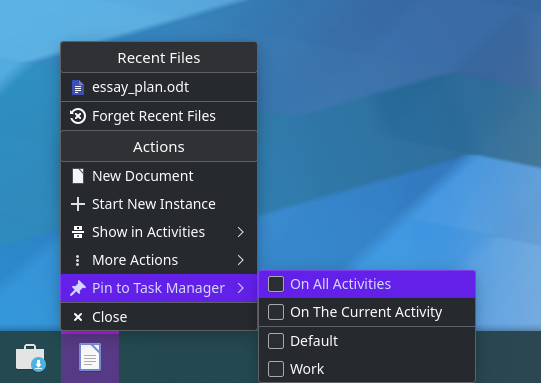 Recent Files
essay_plan.odt
Forget Recent Files
Actions
New Document
Start New Instance
Show in Activities
More Actions
Pin to Task Manager
Close
On All Activities
On The Current Activity
Default
Work